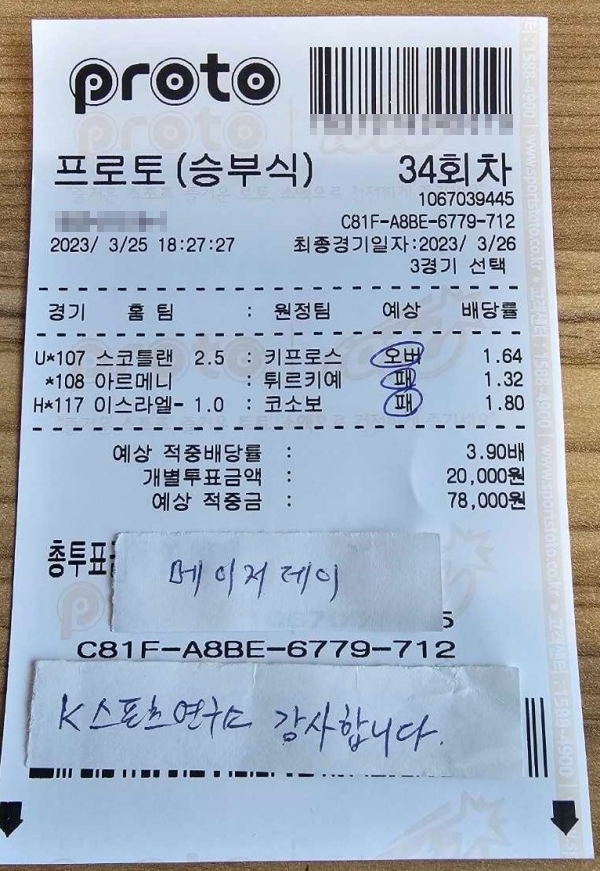 proto
프로토(승부식) 34회차
1067039445
C81F-A8BE-6779-712
2023/ 3/25 18:27:27 최종경기일자:2023/ 3/26
3경기 선택
경기 홈 팀 : 원정팀 예상 배당률
U*107 스코틀랜 2.5 : 키프로스 오버 1.64
*108 아르메니 : 튀르키예 패 1.32
H*117 이스라엘- 1.0 : 코소보 패 1.80
예상 적중배당률 : 3.90배
개별투표금액 : 20,000원
예상 적중금 : 78,000원
총투표
메이저데이
C81F-A8BE-6779-712
K스포츠연구소 감사합니다.